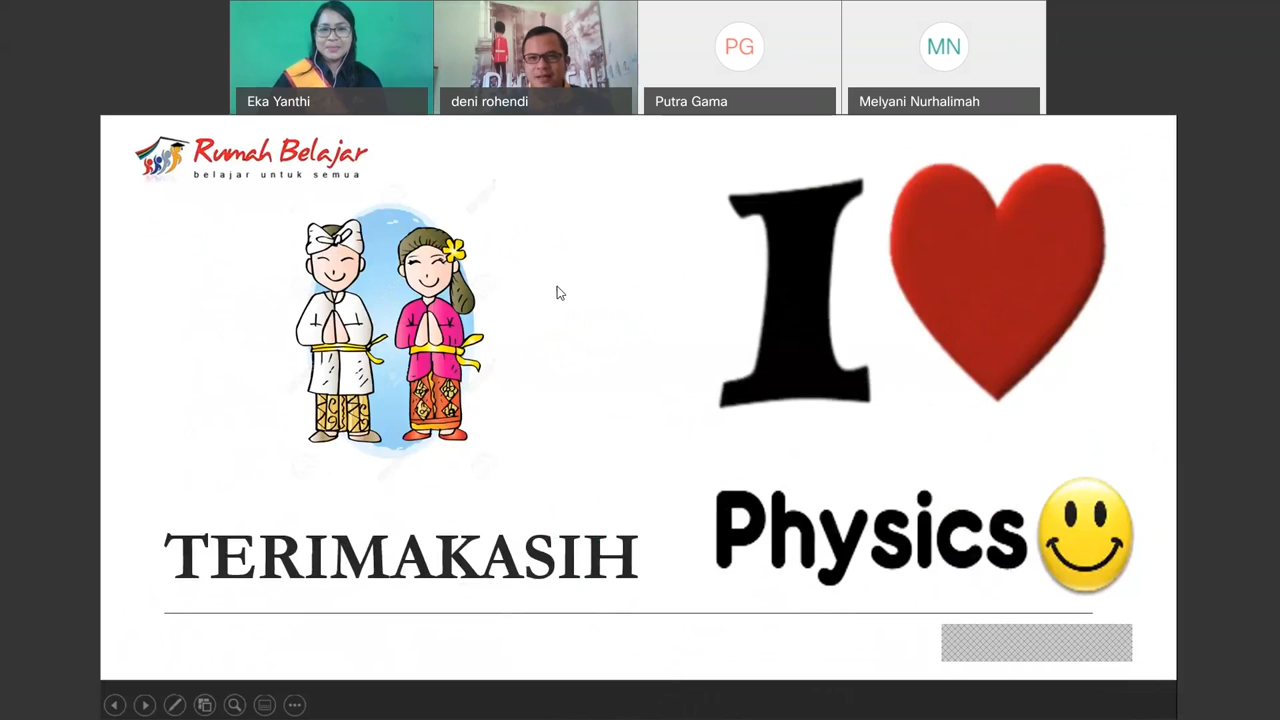 Eka Yanthi
deni rohendi
PG
Putra Gama
MN
Melyani Nurhalimah
Rumah Belajar
belajar untuk semua
I
Physics
TERIMAKASIH